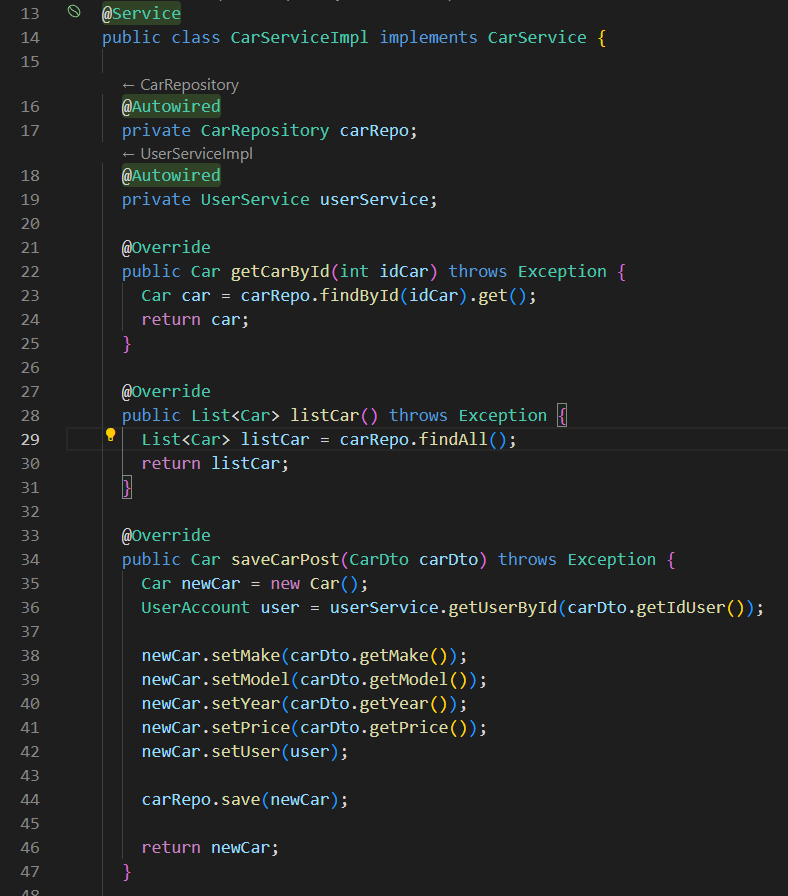 13 @Service
14 public class CarServiceImpl implements CarService {
15
← CarRepository
16 @Autowired
17 private CarRepository carRepo;
← UserServiceImpl
18 @Autowired
19 private UserService userService;
20
21 @Override
22 public Car getCarById(int idCar) throws Exception {
23 Car car = carRepo.findById(idCar).get();
24 return car;
25 }
26
27 @Override
28 public List<Car> listCar() throws Exception {
29 List<Car> listCar = carRepo.findAll();
30 return listCar;
31 }
32
33 @Override
34 public Car saveCarPost(CarDto carDto) throws Exception {
35 Car newCar = new Car();
36 UserAccount user = userService.getUserById(carDto.getIdUser());
37
38 newCar.setMake(carDto.getMake());
39 newCar.setModel(carDto.getModel());
40 newCar.setYear(carDto.getYear());
41 newCar.setPrice(carDto.getPrice());
42 newCar.setUser(user);
43
44 carRepo.save(newCar);
45
46 return newCar;
47 }
48